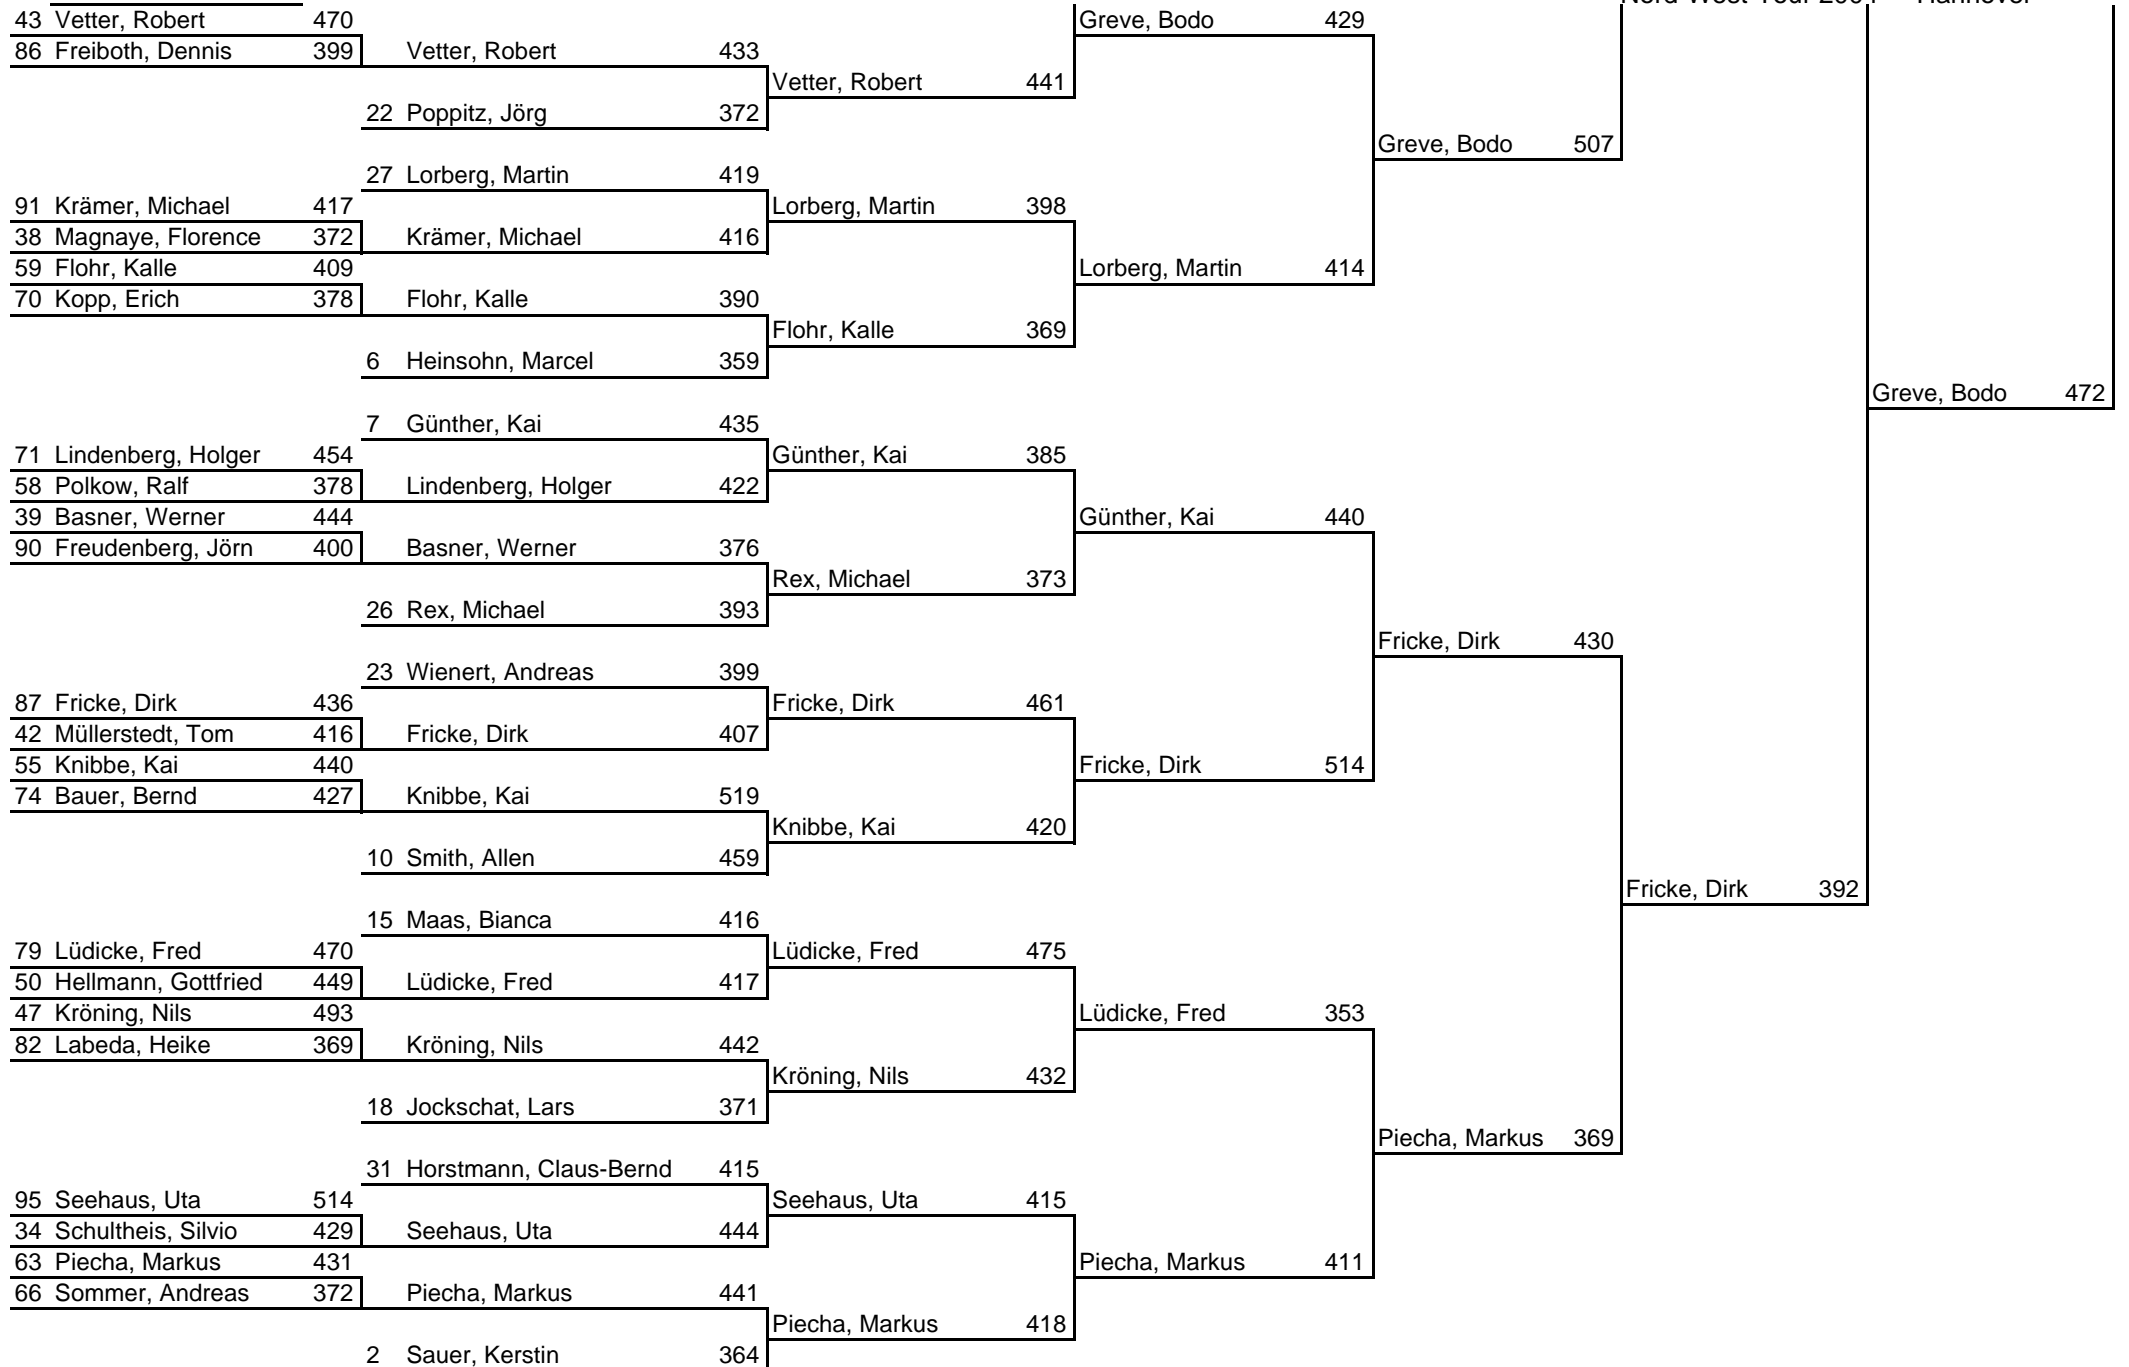 Nord-West-Tour 2004 Hannover
43 Vetter, Robert 470 Greve, Bodo 429
86 Freiboth, Dennis 399 Vetter, Robert 433
Vetter, Robert 441
22 Poppitz, Jörg 372
Greve, Bodo 507
27 Lorberg, Martin 419
91 Krämer, Michael 417 Lorberg, Martin 398
38 Magnaye, Florence 372 Krämer, Michael 416
59 Flohr, Kalle 409 Lorberg, Martin 414
70 Kopp, Erich 378 Flohr, Kalle 390
Flohr, Kalle 369
6 Heinsohn, Marcel 359
Greve, Bodo 472
7 Günther, Kai 435
71 Lindenberg, Holger 454 Günther, Kai 385
58 Polkow, Ralf 378 Lindenberg, Holger 422
39 Basner, Werner 444 Günther, Kai 440
90 Freudenberg, Jörn 400 Basner, Werner 376
Rex, Michael 373
26 Rex, Michael 393
Fricke, Dirk 430
23 Wienert, Andreas 399
87 Fricke, Dirk 436 Fricke, Dirk 461
42 Müllerstedt, Tom 416 Fricke, Dirk 407
55 Knibbe, Kai 440 Fricke, Dirk 514
74 Bauer, Bernd 427 Knibbe, Kai 519
Knibbe, Kai 420
10 Smith, Allen 459
Fricke, Dirk 392
15 Maas, Bianca 416
79 Lüdicke, Fred 470 Lüdicke, Fred 475
50 Hellmann, Gottfried 449 Lüdicke, Fred 417
47 Kröning, Nils 493 Lüdicke, Fred 353
82 Labeda, Heike 369 Kröning, Nils 442
Kröning, Nils 432
18 Jockschat, Lars 371
Piecha, Markus 369
31 Horstmann, Claus-Bernd 415
95 Seehaus, Uta 514 Seehaus, Uta 415
34 Schultheis, Silvio 429 Seehaus, Uta 444
63 Piecha, Markus 431 Piecha, Markus 411
66 Sommer, Andreas 372 Piecha, Markus 441
Piecha, Markus 418
2 Sauer, Kerstin 364